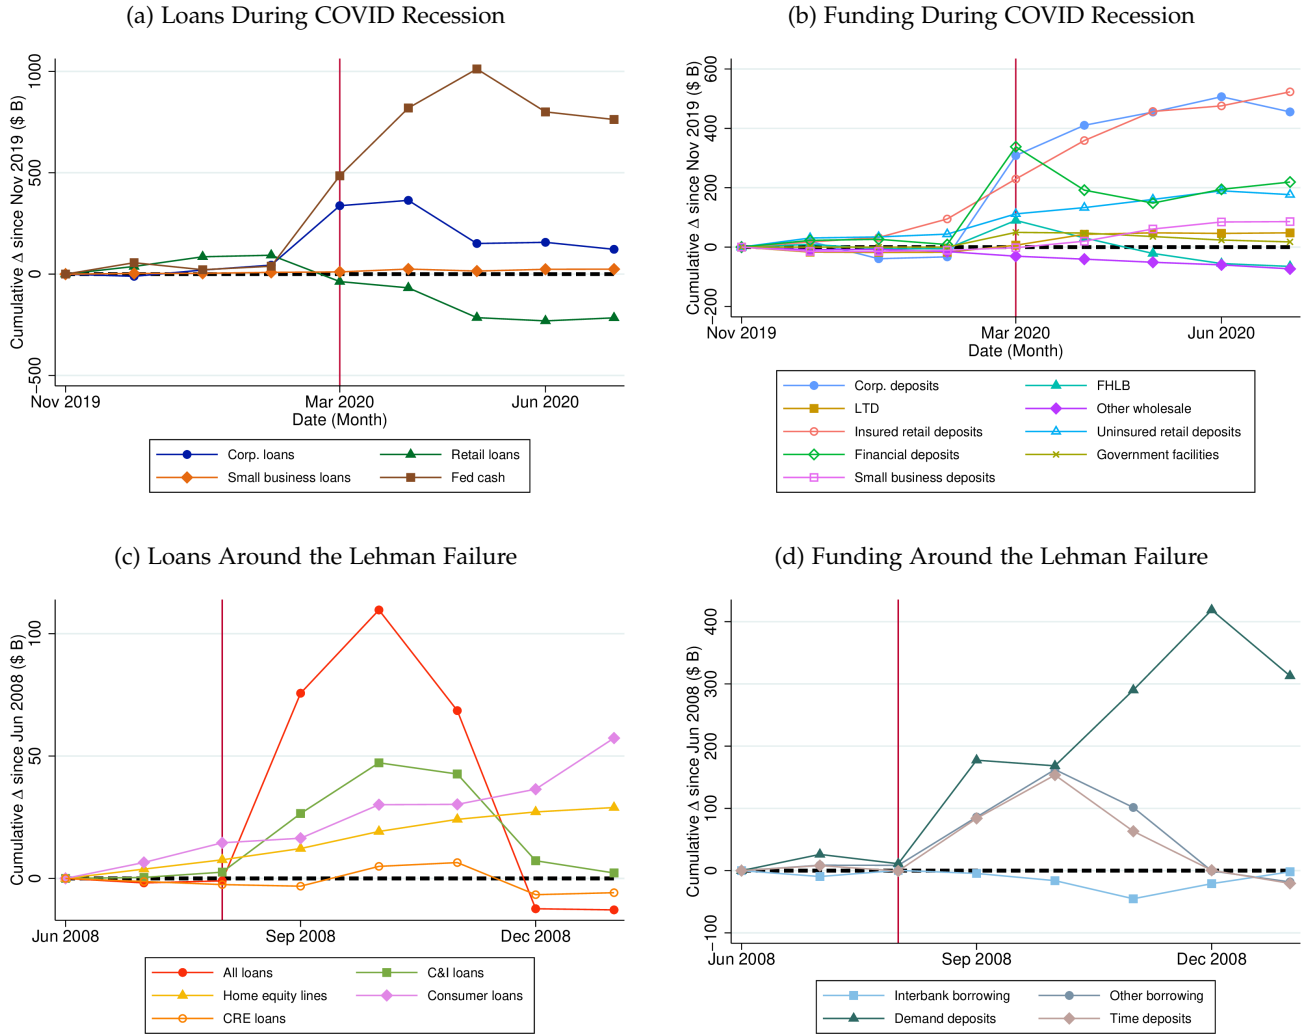 (a) Loans During COVID Recession
Cumulative Δ since Nov 2019 ($ B)
1000
500
0
−500
Nov 2019
Mar 2020
Jun 2020
Date (Month)
Corp. loans
Retail loans
Small business loans
Fed cash
(b) Funding During COVID Recession
Cumulative Δ since Nov 2019 ($ B)
600
400
200
0
−200
Nov 2019
Mar 2020
Jun 2020
Date (Month)
Corp. deposits
FHLB
LTD
Other wholesale
Insured retail deposits
Uninsured retail deposits
Financial deposits
Government facilities
Small business deposits
(c) Loans Around the Lehman Failure
Cumulative Δ since Jun 2008 ($ B)
100
50
0
Jun 2008
Sep 2008
Dec 2008
All loans
C&I loans
Home equity lines
Consumer loans
CRE loans
(d) Funding Around the Lehman Failure
Cumulative Δ since Jun 2008 ($ B)
400
300
200
100
0
−100
Jun 2008
Sep 2008
Dec 2008
Interbank borrowing
Other borrowing
Demand deposits
Time deposits